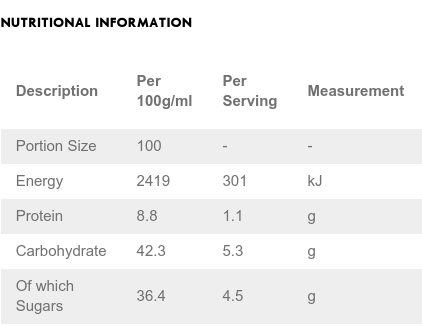 NUTRITIONAL INFORMATION
Description Per 100g/ml Per Serving Measurement
Portion Size 100 - -
Energy 2419 301 kJ
Protein 8.8 1.1 g
Carbohydrate 42.3 5.3 g
Of which Sugars 36.4 4.5 g